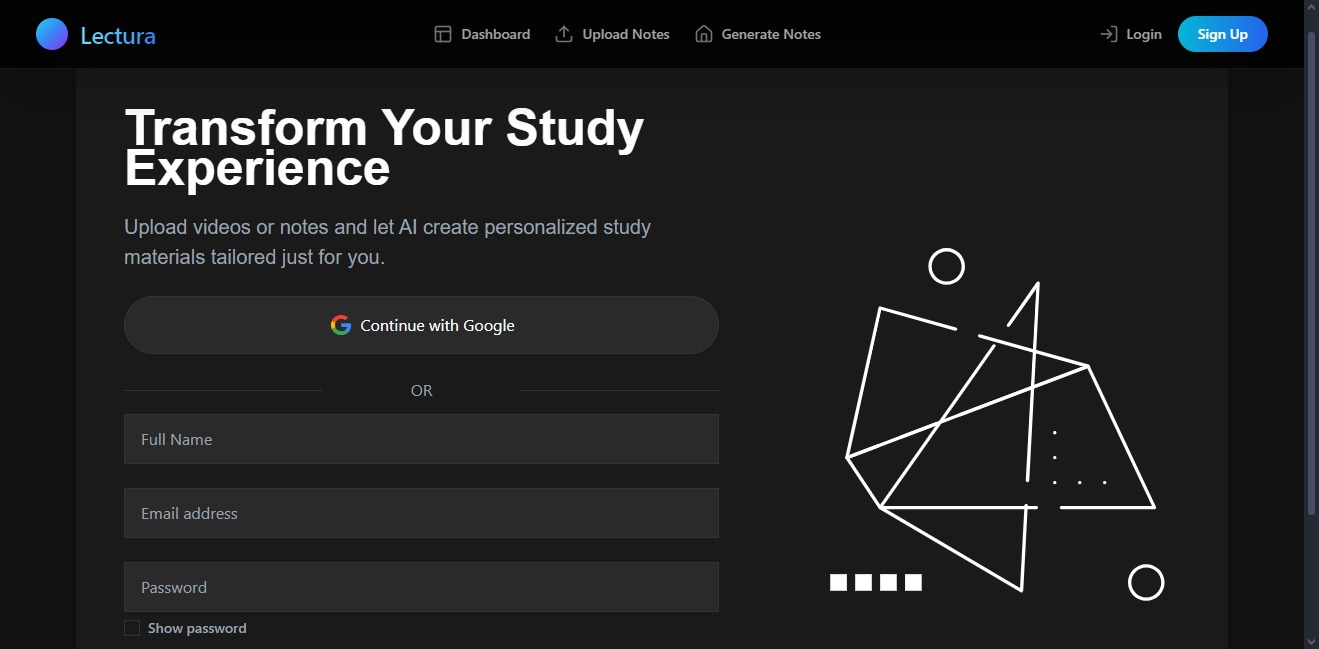 Lectura
Dashboard
Upload Notes
Generate Notes
Login
Sign Up
Transform Your Study
Experience
Upload videos or notes and let AI create personalized study
materials tailored just for you.
Continue with Google
OR
Full Name
Email address
Password
Show password